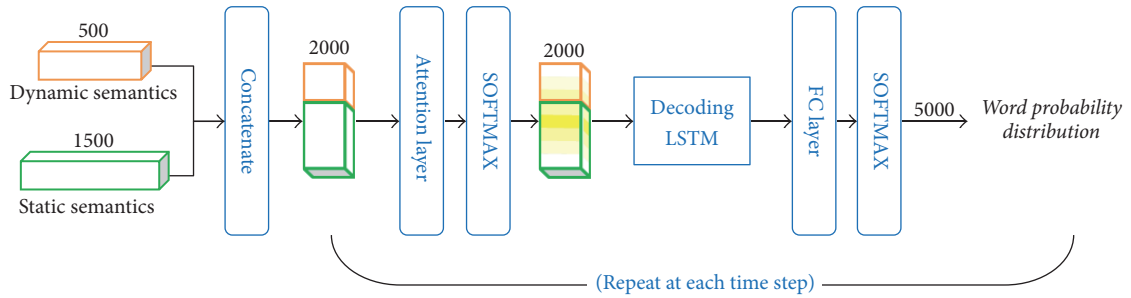 500
Dynamic semantics
1500
Static semantics
Concatenate
2000
Attention layer
SOFTMAX
2000
Decoding
LSTM
FC layer
SOFTMAX
5000
Word probability
distribution
(Repeat at each time step)